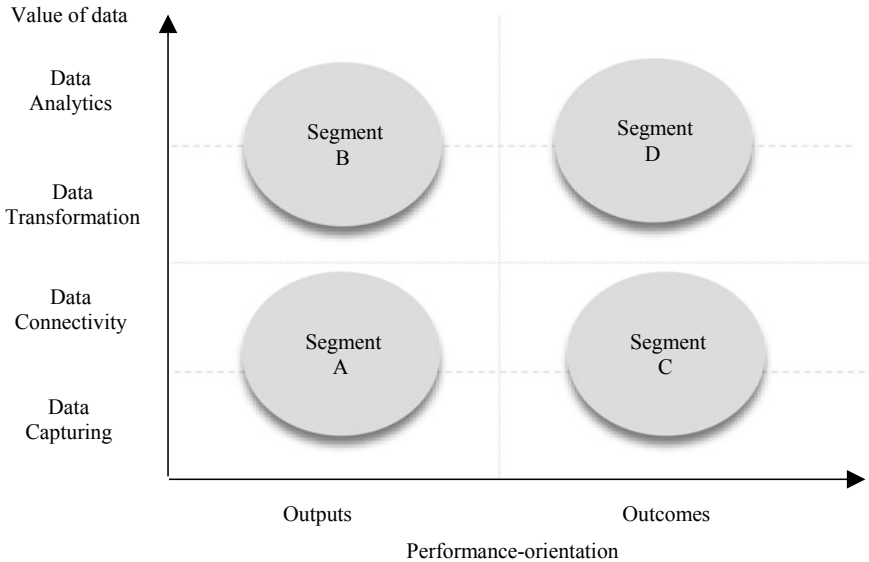 Value of data
Data
Analytics
Segment
B
Segment
D
Data
Transformation
Data
Connectivity
Segment
A
Segment
C
Data
Capturing
Outputs
Outcomes
Performance-orientation